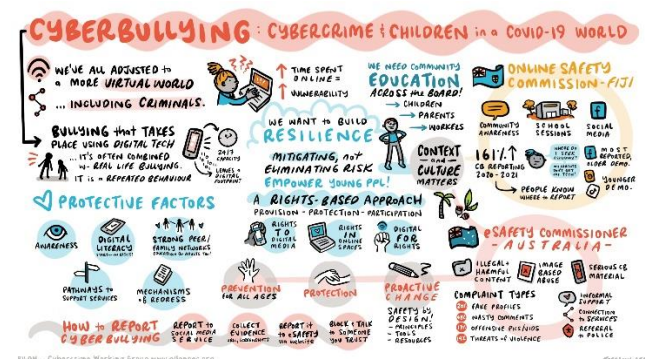 CYBERBULLYING: CYBERCRIME & CHILDREN in a COVID-19 WORLD
WE'VE ALL ADJUSTED to
a MORE VIRTUAL WORLD
... INCLUDING CRIMINALS.
BULLYING that TAKES
PLACE USING DIGITAL TECH
... IT'S OFTEN COMBINED
w- REAL LIFE BULLYING.
IT is a REPEATED BEHAVIOUR
24/7
CAPACITY
LEAVES a
DIGITAL
FOOTPRINT!
TIME SPENT
ONLINE =
VULNERABILITY
WE WANT to BUILD
RESILIENCE
MITIGATING, not
ELIMINATING RISK
EMPOWER YOUNG PPL!
A RIGHTS-BASED APPROACH
PROVISION - PROTECTION - PARTICIPATION
RIGHTS
to
DIGITAL
MEDIA
RIGHTS
IN
ONLINE
SPACES
DIGITAL
FOR
RIGHTS
WE NEED COMMUNITY
EDUCATION
ACROSS the BOARD!
CHILDREN
PARENTS
WORKERS
CONTEXT
and
CULTURE
MATTERS
ONLINE SAFETY
COMMISSION - FIJI
COMMUNITY
AWARENESS
SCHOOL
SESSIONS
SOCIAL
MEDIA
161%
CB REPORTING
2020-2021
PEOPLE KNOW
WHERE to REPORT
MOST
REPORTED,
OLDER DEMO.
YOUNGER
DEMO.
PROTECTIVE FACTORS
AWARENESS
DIGITAL
LITERACY
STRONG PEER/
FAMILY NETWORKS
PATHWAYS to
SUPPORT SERVICES
MECHANISMS
of REDRESS
PREVENTION
FOR ALL AGES
PROTECTION
PROACTIVE
CHANGE
SAFETY by
DESIGN!
- PRINCIPLES
- TOOLS
- RESOURCES
eSAFETY COMMISSIONER
- AUSTRALIA -
ILLEGAL +
HARMFUL
CONTENT
IMAGE
BASED
ABUSE
SERIOUS CB
MATERIAL
COMPLAINT TYPES
FAKE PROFILES
NASTY COMMENTS
OFFENSIVE PICS/VIDS
THREATS of VIOLENCE
INFORMAL
SUPPORT
CONNECTION
to SERVICES
REFERRAL
to POLICE
HOW to REPORT
CYBERBULLYING
REPORT to
SOCIAL MEDIA
SERVICE
COLLECT
EVIDENCE
REPORT it
to eSAFETY
via WEBSITE
BLOCK & TALK
to SOMEONE
YOU TRUST